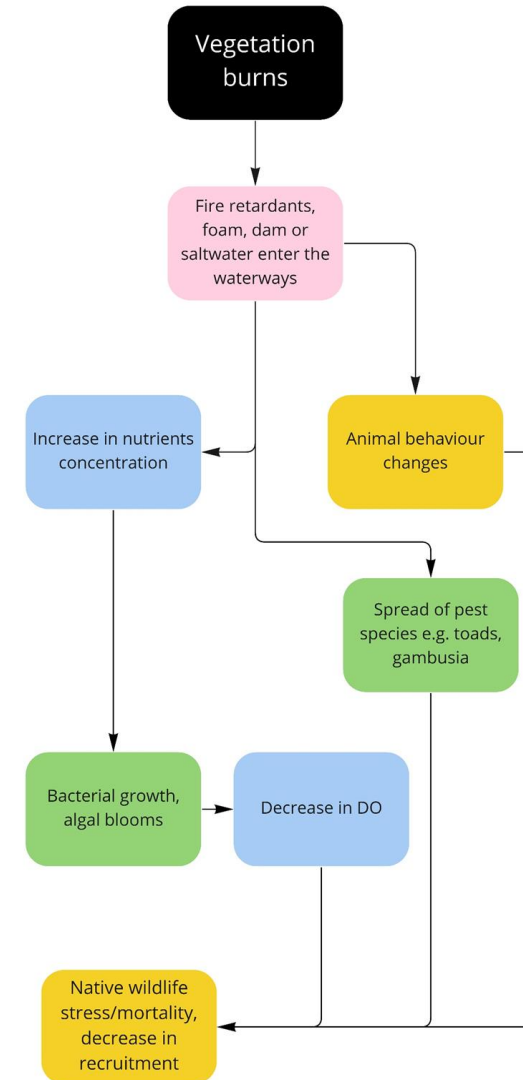 Vegetation
burns
Fire retardants,
foam, dam or
saltwater enter the
waterways
Increase in nutrients
concentration
Animal behaviour
changes
Spread of pest
species e.g. toads,
gambusia
Bacterial growth,
algal blooms
Decrease in DO
Native wildlife
stress/mortality,
decrease in
recruitment